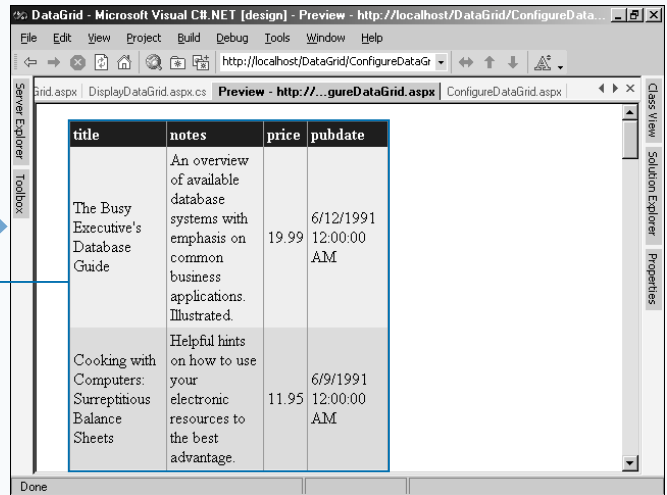 DataGrid - Microsoft Visual C#.NET [design] - Preview - http://localhost/DataGrid/ConfigureData...
File Edit View Project Build Debug Tools Window Help
http://localhost/DataGrid/ConfigureDataGr
Grid.aspx DisplayDataGrid.aspx.cs Preview - http://...gureDataGrid.aspx ConfigureDataGrid.aspx
Server Explorer
Toolbox
title notes price pubdate
The Busy
Executive's
Database
Guide
An overview
of available
database
systems with
emphasis on
common
business
applications.
Illustrated.
19.99
6/12/1991
12:00:00
AM
Cooking with
Computers:
Surreptitious
Balance
Sheets
Helpful hints
on how to use
your
electronic
resources to
the best
advantage.
11.95
6/9/1991
12:00:00
AM
Class View
Solution Explorer
Properties
Done